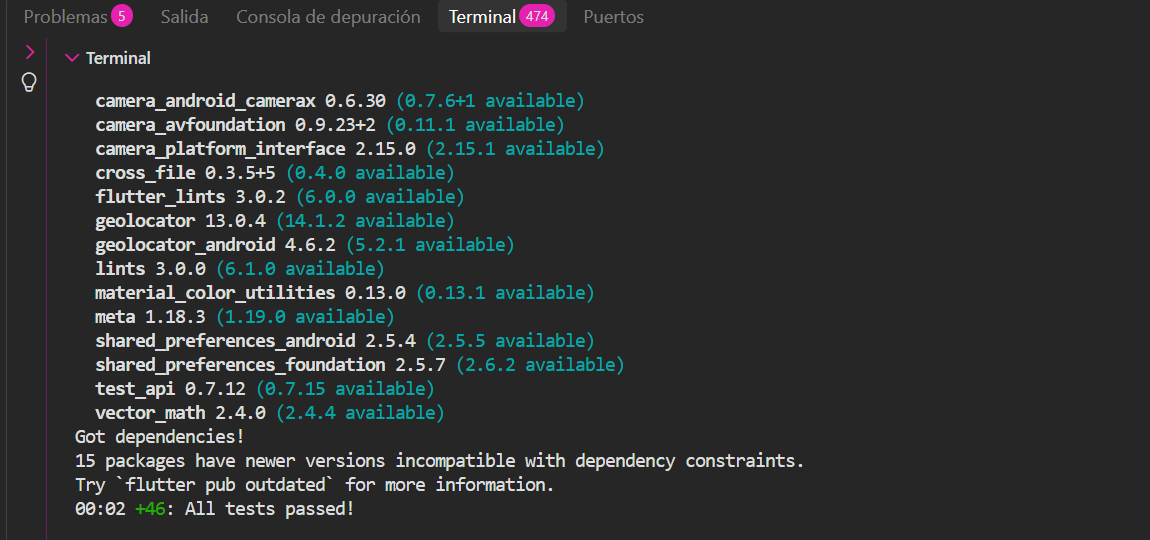 Problemas 5 Salida Consola de depuración Terminal 474 Puertos
Terminal
camera_android_camerax 0.6.30 (0.7.6+1 available)
camera_avfoundation 0.9.23+2 (0.11.1 available)
camera_platform_interface 2.15.0 (2.15.1 available)
cross_file 0.3.5+5 (0.4.0 available)
flutter_lints 3.0.2 (6.0.0 available)
geolocator 13.0.4 (14.1.2 available)
geolocator_android 4.6.2 (5.2.1 available)
lints 3.0.0 (6.1.0 available)
material_color_utilities 0.13.0 (0.13.1 available)
meta 1.18.3 (1.19.0 available)
shared_preferences_android 2.5.4 (2.5.5 available)
shared_preferences_foundation 2.5.7 (2.6.2 available)
test_api 0.7.12 (0.7.15 available)
vector_math 2.4.0 (2.4.4 available)
Got dependencies!
15 packages have newer versions incompatible with dependency constraints.
Try `flutter pub outdated` for more information.
00:02 +46: All tests passed!